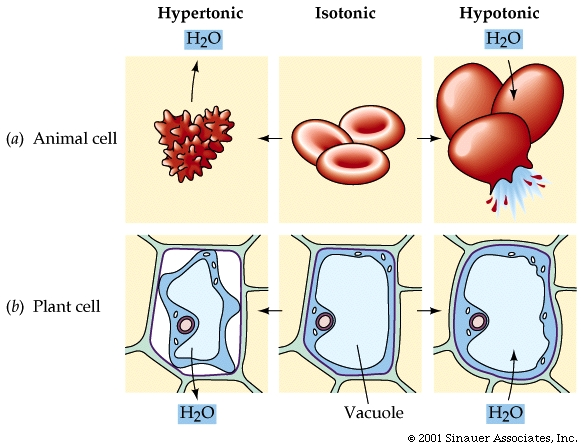 Hypertonic Isotonic Hypotonic
H₂O H₂O
(a) Animal cell
(b) Plant cell
H₂O Vacuole H₂O
© 2001 Sinauer Associates, Inc.